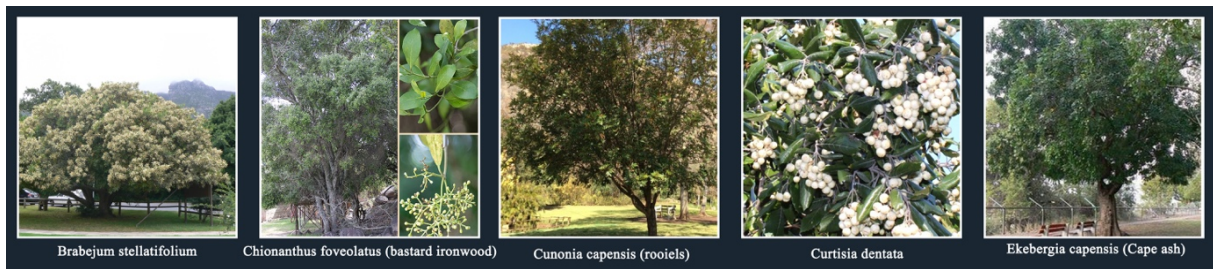 Brabejum stellatifolium
Chionanthus foveolatus (bastard ironwood)
Cunonia capensis (rooiels)
Curtisia dentata
Ekebergia capensis (Cape ash)